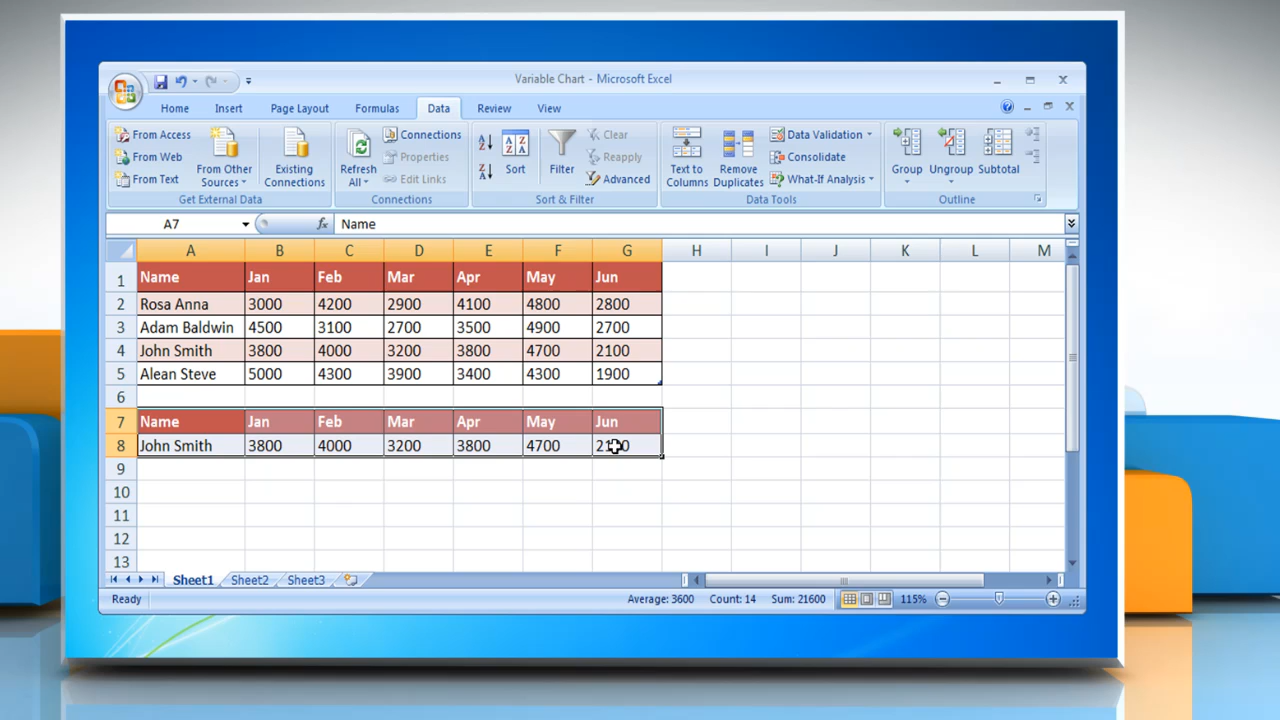 Variable Chart - Microsoft Excel
Home Insert Page Layout Formulas Data Review View
From Access
From Web
From Text
From Other Sources
Existing Connections
Get External Data
Refresh All
Connections
Properties
Edit Links
Connections
Sort
Filter
Clear
Reapply
Advanced
Sort & Filter
Text to Columns
Remove Duplicates
Data Validation
Consolidate
What-If Analysis
Data Tools
Group
Ungroup
Subtotal
Outline
A7 fx Name
A B C D E F G H I J K L M
1 Name Jan Feb Mar Apr May Jun
2 Rosa Anna 3000 4200 2900 4100 4800 2800
3 Adam Baldwin 4500 3100 2700 3500 4900 2700
4 John Smith 3800 4000 3200 3800 4700 2100
5 Alean Steve 5000 4300 3900 3400 4300 1900
6
7 Name Jan Feb Mar Apr May Jun
8 John Smith 3800 4000 3200 3800 4700 2100
9
10
11
12
13
Sheet1 Sheet2 Sheet3
Ready Average: 3600 Count: 14 Sum: 21600 115%